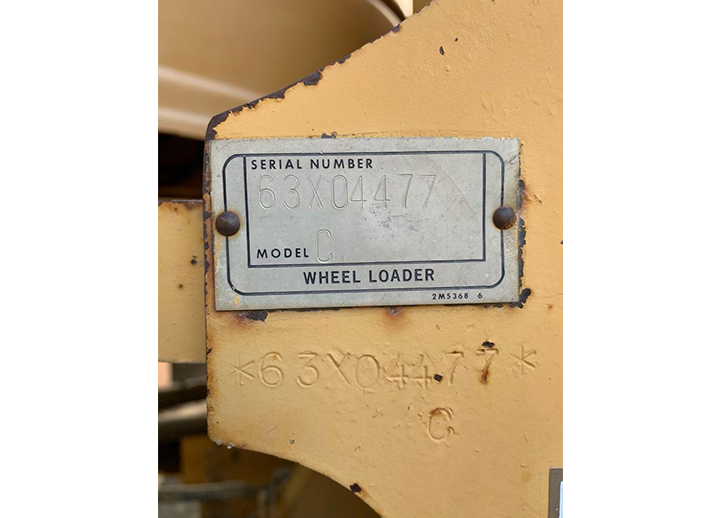 SERIAL NUMBER
63X04477
MODEL C
WHEEL LOADER
2M5368 6
*63X04477*
C